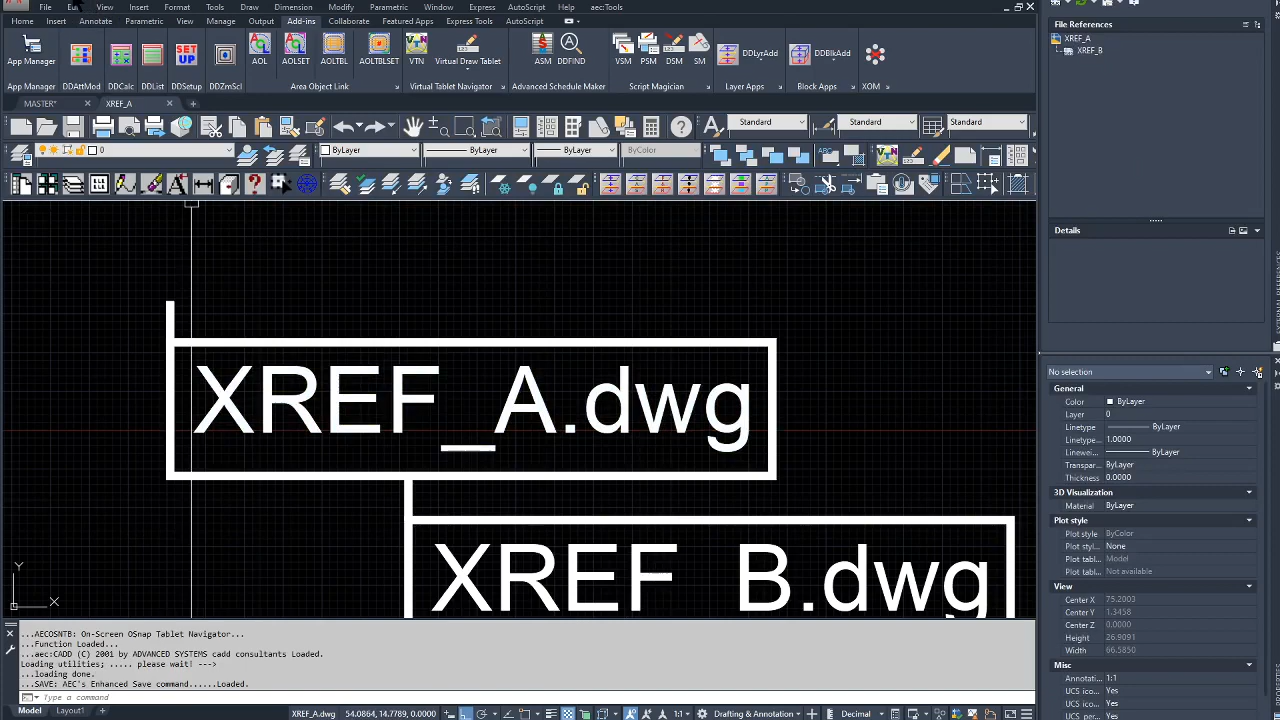 File Edit View Insert Format Tools Draw Dimension Modify Parametric Window Express Help AutoScript aec:Tools
Home Insert Annotate Parametric View Manage Output Add-ins Collaborate Featured Apps Express Tools AutoScript
App Manager AOL AOLSET AOLTBL AOLTBLSET VTN Virtual Draw Tablet ASM DDFIND VSM PSM DSM SM DDLyrAdd DDBlkAdd
SET UP
App Manager DDAttMod DDCalc DDList DDSetup DDZmScl Area Object Link Virtual Tablet Navigator Advanced Schedule Maker Script Magician Layer Apps Block Apps XOM
MASTER* XREF_A
Standard Standard Standard
0 ByLayer ByLayer ByLayer ByColor
XREF_A.dwg
XREF_B.dwg
Y
X
...AECOSNTB: On-Screen OSnap Tablet Navigator...
...Function Loaded...
...aec:CADD (C) 2001 by ADVANCED SYSTEMS cadd consultants Loaded.
Loading utilities; ..... please wait! --->
...loading done.
...SAVE: AEC's Enhanced Save command......Loaded.
Type a command
Model Layout1 XREF_A.dwg 54.0864, 14.7789, 0.0000 1:1 Drafting & Annotation Decimal
File References
XREF_A
XREF_B
Details
EXTERNAL REFERENCES
No selection
General
Color ByLayer
Layer 0
Linetype ByLayer
Linetype... 1.0000
Linewei... ByLayer
Transpar... ByLayer
Thickness 0.0000
3D Visualization
Material ByLayer
Plot style
Plot style ByColor
Plot styl... None
Plot tabl... Model
Plot tabl... Not available
View
Center X 75.2003
Center Y 1.3458
Center Z 0.0000
Height 26.9091
Width 66.5850
Misc
Annotati... 1:1
UCS ico... Yes
UCS ico... Yes
UCS per... Yes
PROPERTIES